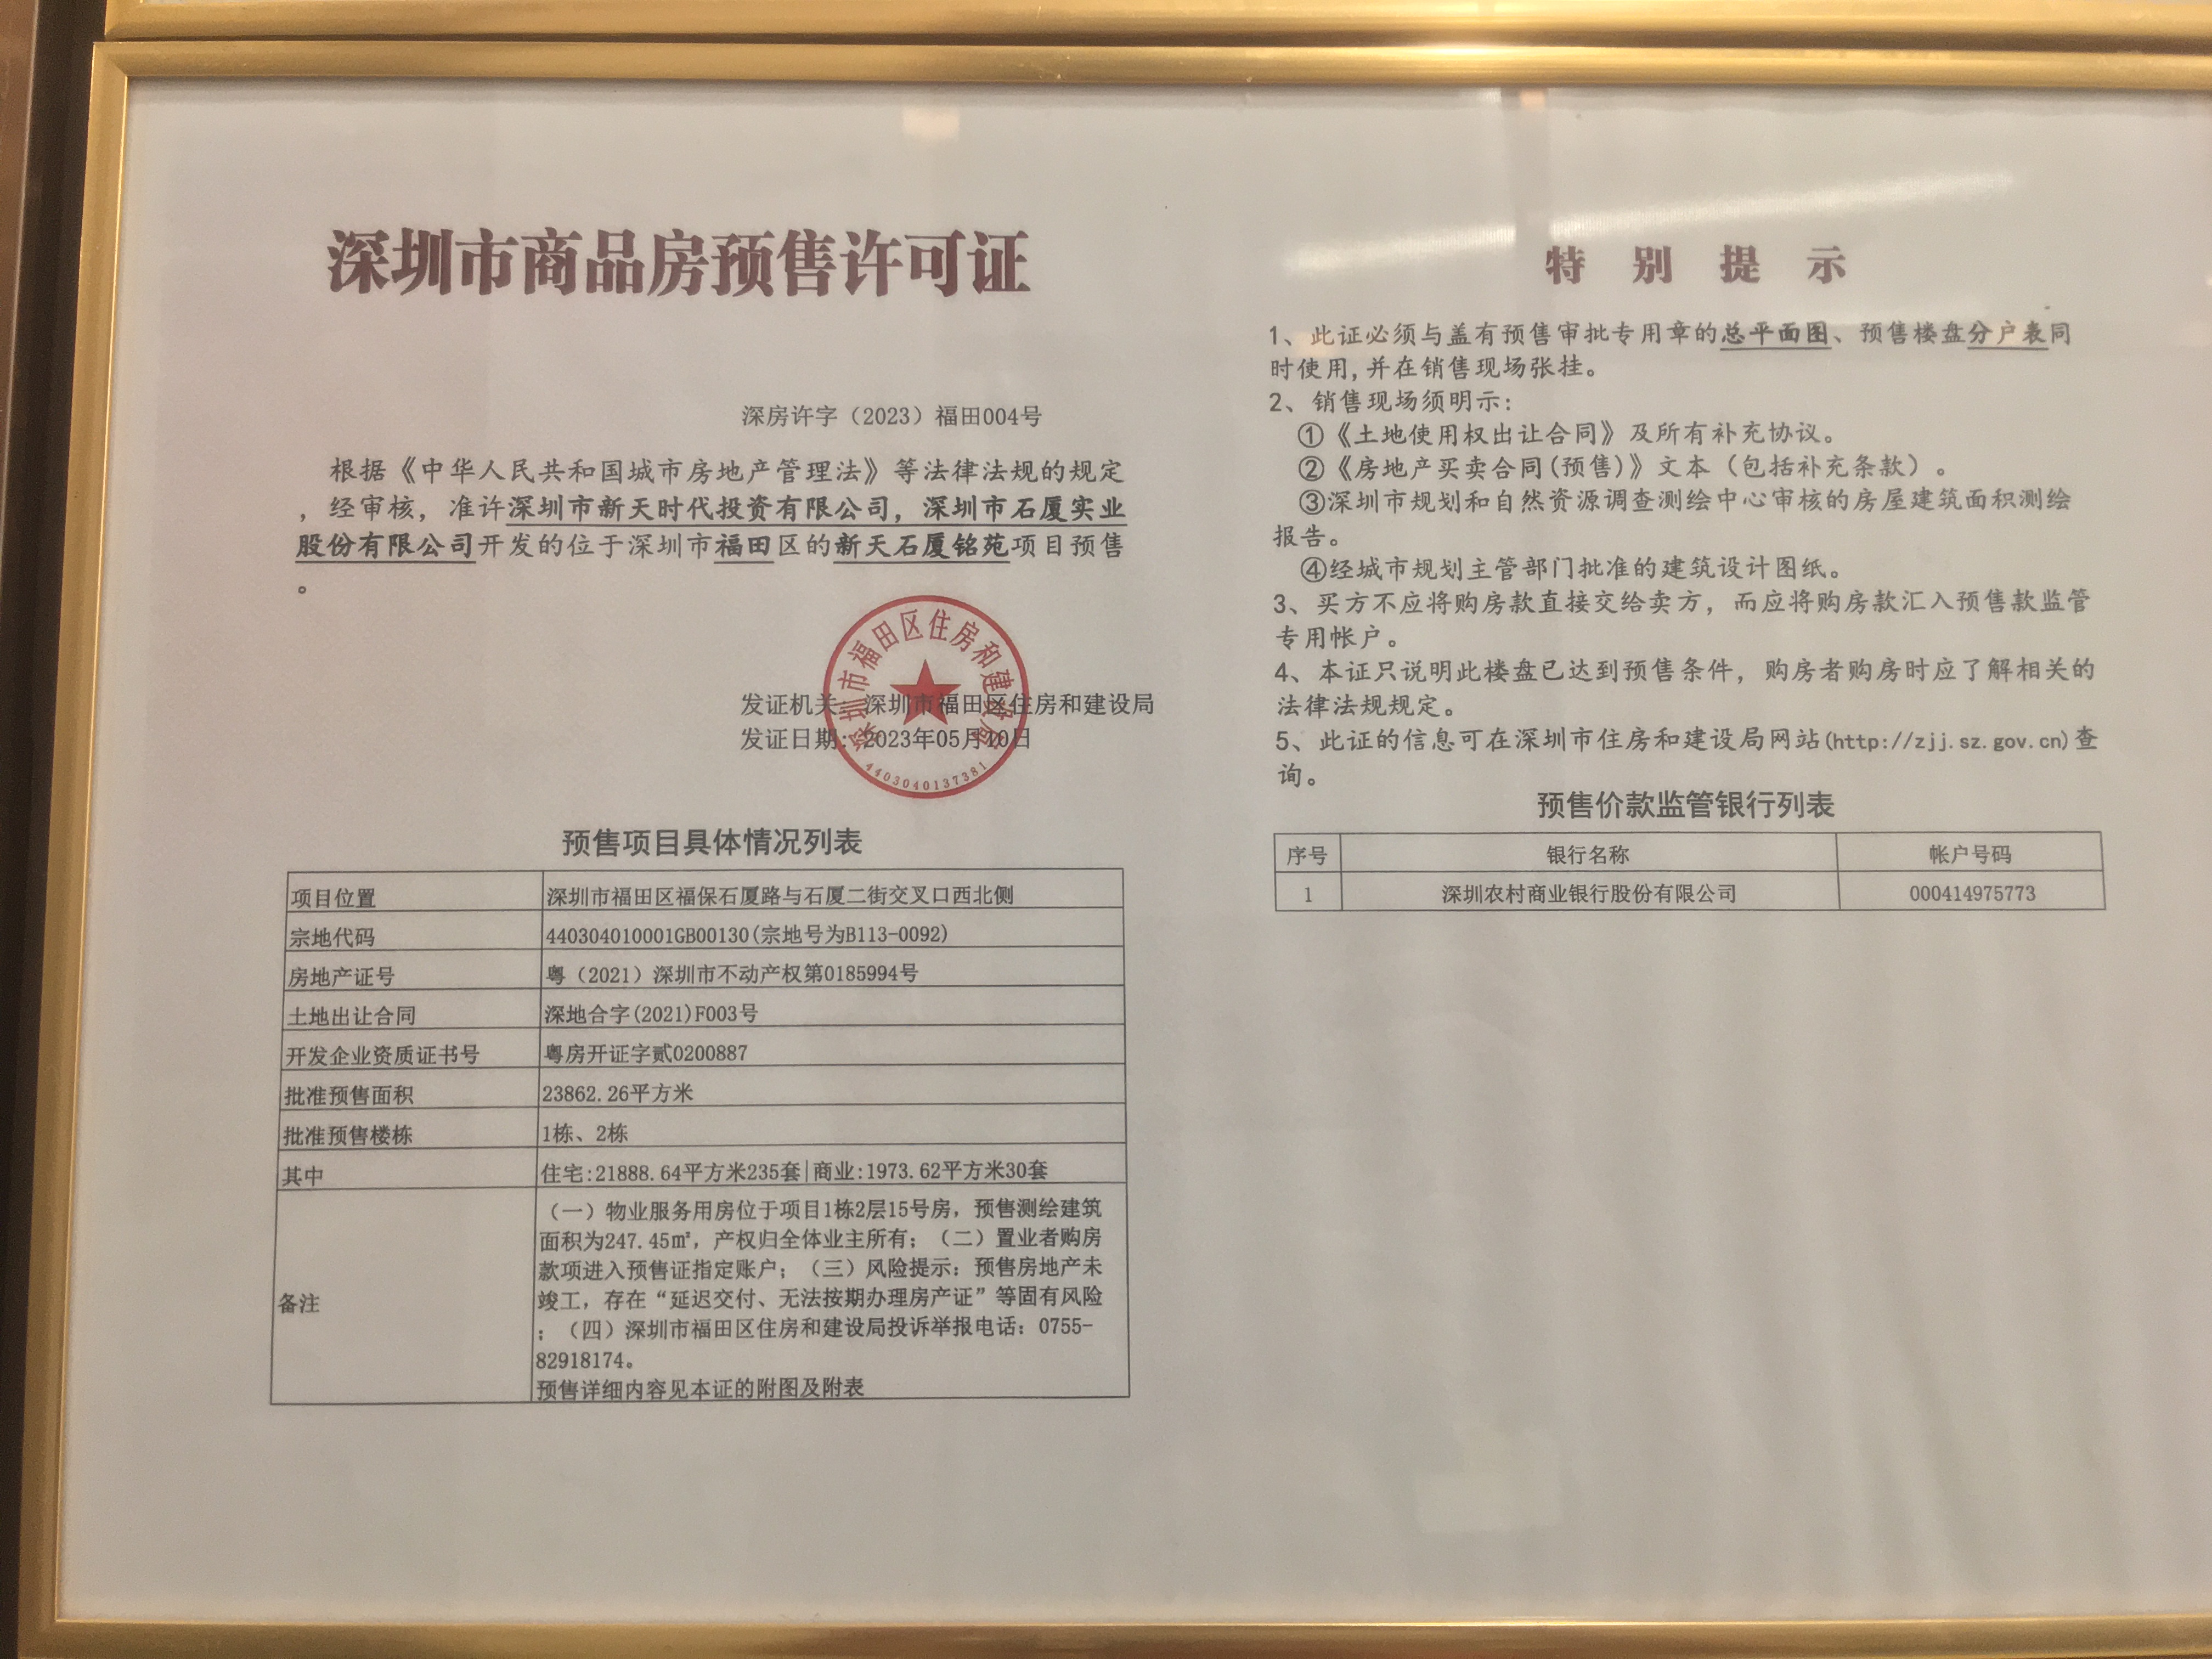 深圳市商品房预售许可证
深房许字（2023）福田004号
根据《中华人民共和国城市房地产管理法》等法律法规的规定
，经审核，准许深圳市新天时代投资有限公司，深圳市石厦实业
股份有限公司开发的位于深圳市福田区的新天石厦铭苑项目预售
。
深圳市福田区住房和建设局
4403040137381
发证机关：深圳市福田区住房和建设局
发证日期：2023年05月10日
预售项目具体情况列表
项目位置 深圳市福田区福保石厦路与石厦二街交叉口西北侧
宗地代码 440304010001GB00130(宗地号为B113-0092)
房地产证号 粤（2021）深圳市不动产权第0185994号
土地出让合同 深地合字(2021)F003号
开发企业资质证书号 粤房开证字贰0200887
批准预售面积 23862.26平方米
批准预售楼栋 1栋、2栋
其中 住宅:21888.64平方米235套|商业:1973.62平方米30套
备注
（一）物业服务用房位于项目1栋2层15号房，预售测绘建筑
面积为247.45㎡，产权归全体业主所有；（二）置业者购房
款项进入预售证指定账户；（三）风险提示：预售房地产未
竣工，存在“延迟交付、无法按期办理房产证”等固有风险
；（四）深圳市福田区住房和建设局投诉举报电话：0755-
82918174。
预售详细内容见本证的附图及附表
特别提示
1、此证必须与盖有预售审批专用章的总平面图、预售楼盘分户表同
时使用,并在销售现场张挂。
2、销售现场须明示:
①《土地使用权出让合同》及所有补充协议。
②《房地产买卖合同(预售)》文本（包括补充条款）。
③深圳市规划和自然资源调查测绘中心审核的房屋建筑面积测绘
报告。
④经城市规划主管部门批准的建筑设计图纸。
3、买方不应将购房款直接交给卖方，而应将购房款汇入预售款监管
专用帐户。
4、本证只说明此楼盘已达到预售条件，购房者购房时应了解相关的
法律法规规定。
5、此证的信息可在深圳市住房和建设局网站(http://zjj.sz.gov.cn)查
询。
预售价款监管银行列表
序号 银行名称 帐户号码
1 深圳农村商业银行股份有限公司 000414975773